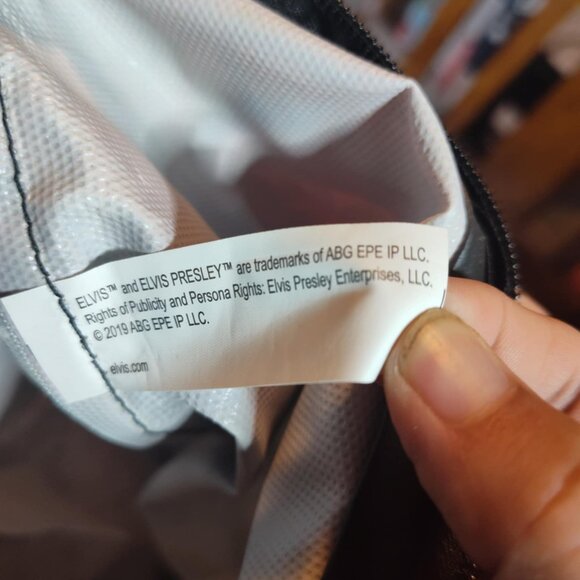 ELVIS™ and ELVIS PRESLEY™ are trademarks of ABG EPE IP LLC.
Rights of Publicity and Persona Rights: Elvis Presley Enterprises, LLC.
© 2019 ABG EPE IP LLC.
elvis.com